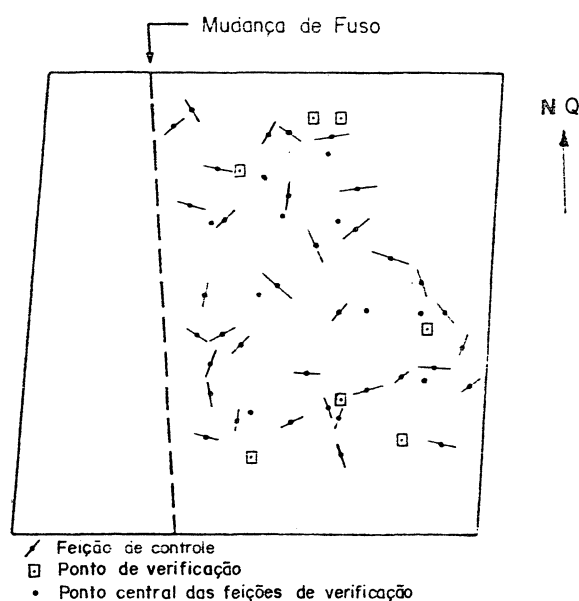 Mudança de Fuso
N Q
Feição de controle
Ponto de verificação
Ponto central das feições de verificação